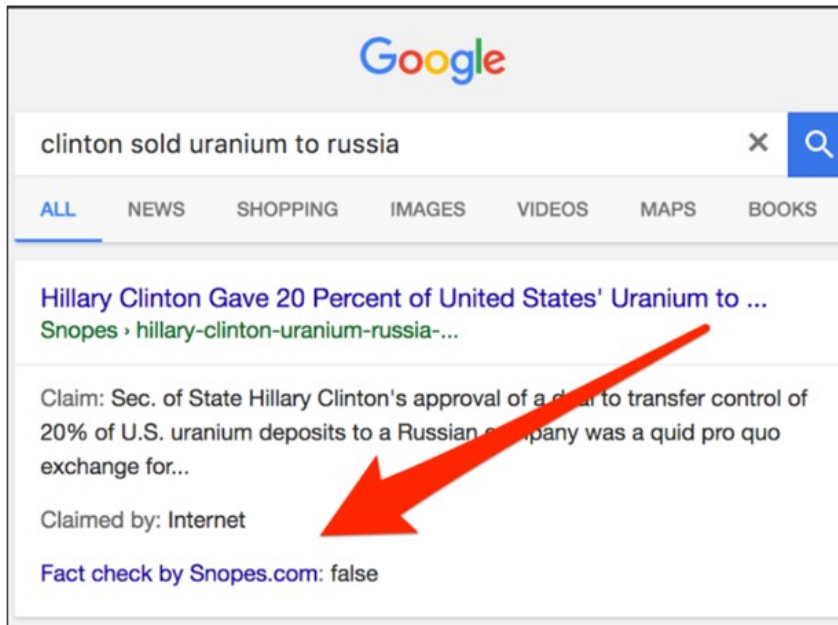 Google
clinton sold uranium to russia
ALL NEWS SHOPPING IMAGES VIDEOS MAPS BOOKS
Hillary Clinton Gave 20 Percent of United States' Uranium to ...
Snopes › hillary-clinton-uranium-russia-...
Claim: Sec. of State Hillary Clinton's approval of a deal to transfer control of
20% of U.S. uranium deposits to a Russian company was a quid pro quo
exchange for...
Claimed by: Internet
Fact check by Snopes.com: false